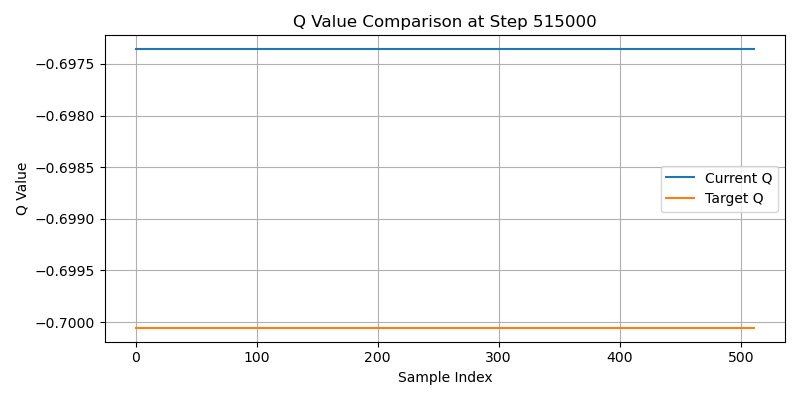 Q Value Comparison at Step 515000
−0.6975
−0.6980
−0.6985
−0.6990
−0.6995
−0.7000
Q Value
Current Q
Target Q
0 100 200 300 400 500
Sample Index